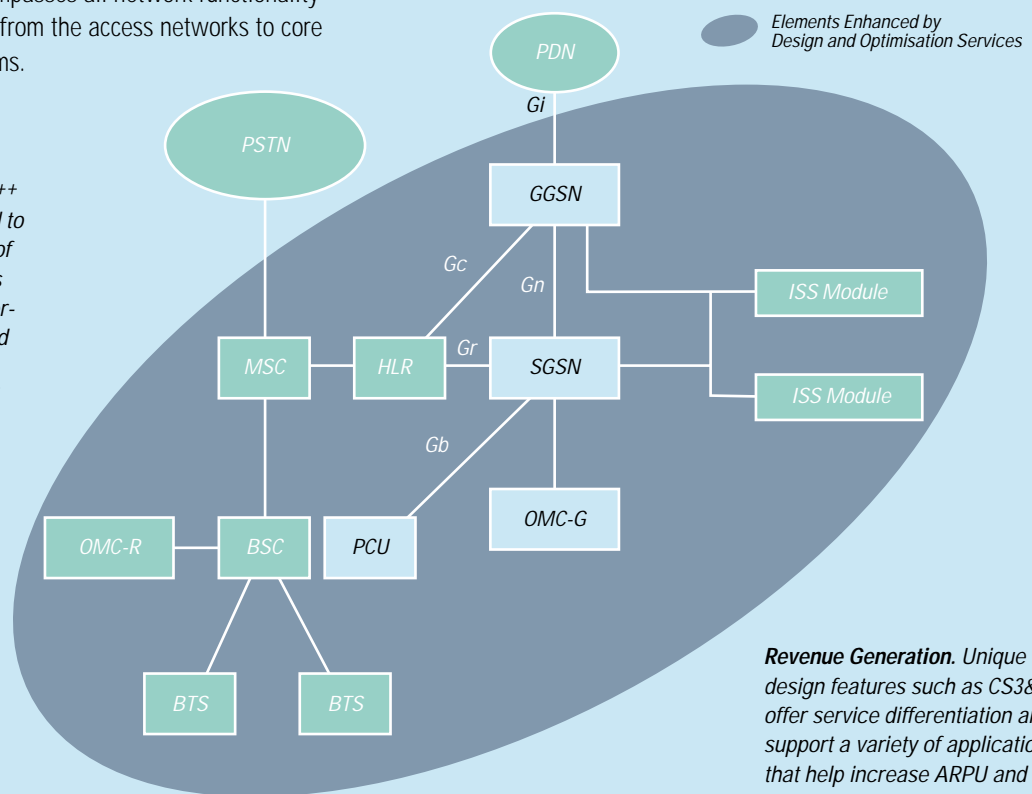 from the access networks to core
Elements Enhanced by
Design and Optimisation Services
PDN
Gi
PSTN
GGSN
Gc
Gn
ISS Module
MSC
HLR
Gr
SGSN
ISS Module
Gb
OMC-G
OMC-R
BSC
PCU
BTS
BTS
Revenue Generation. Unique
design features such as CS3&
offer service differentiation
support a variety of
that help increase ARPU and